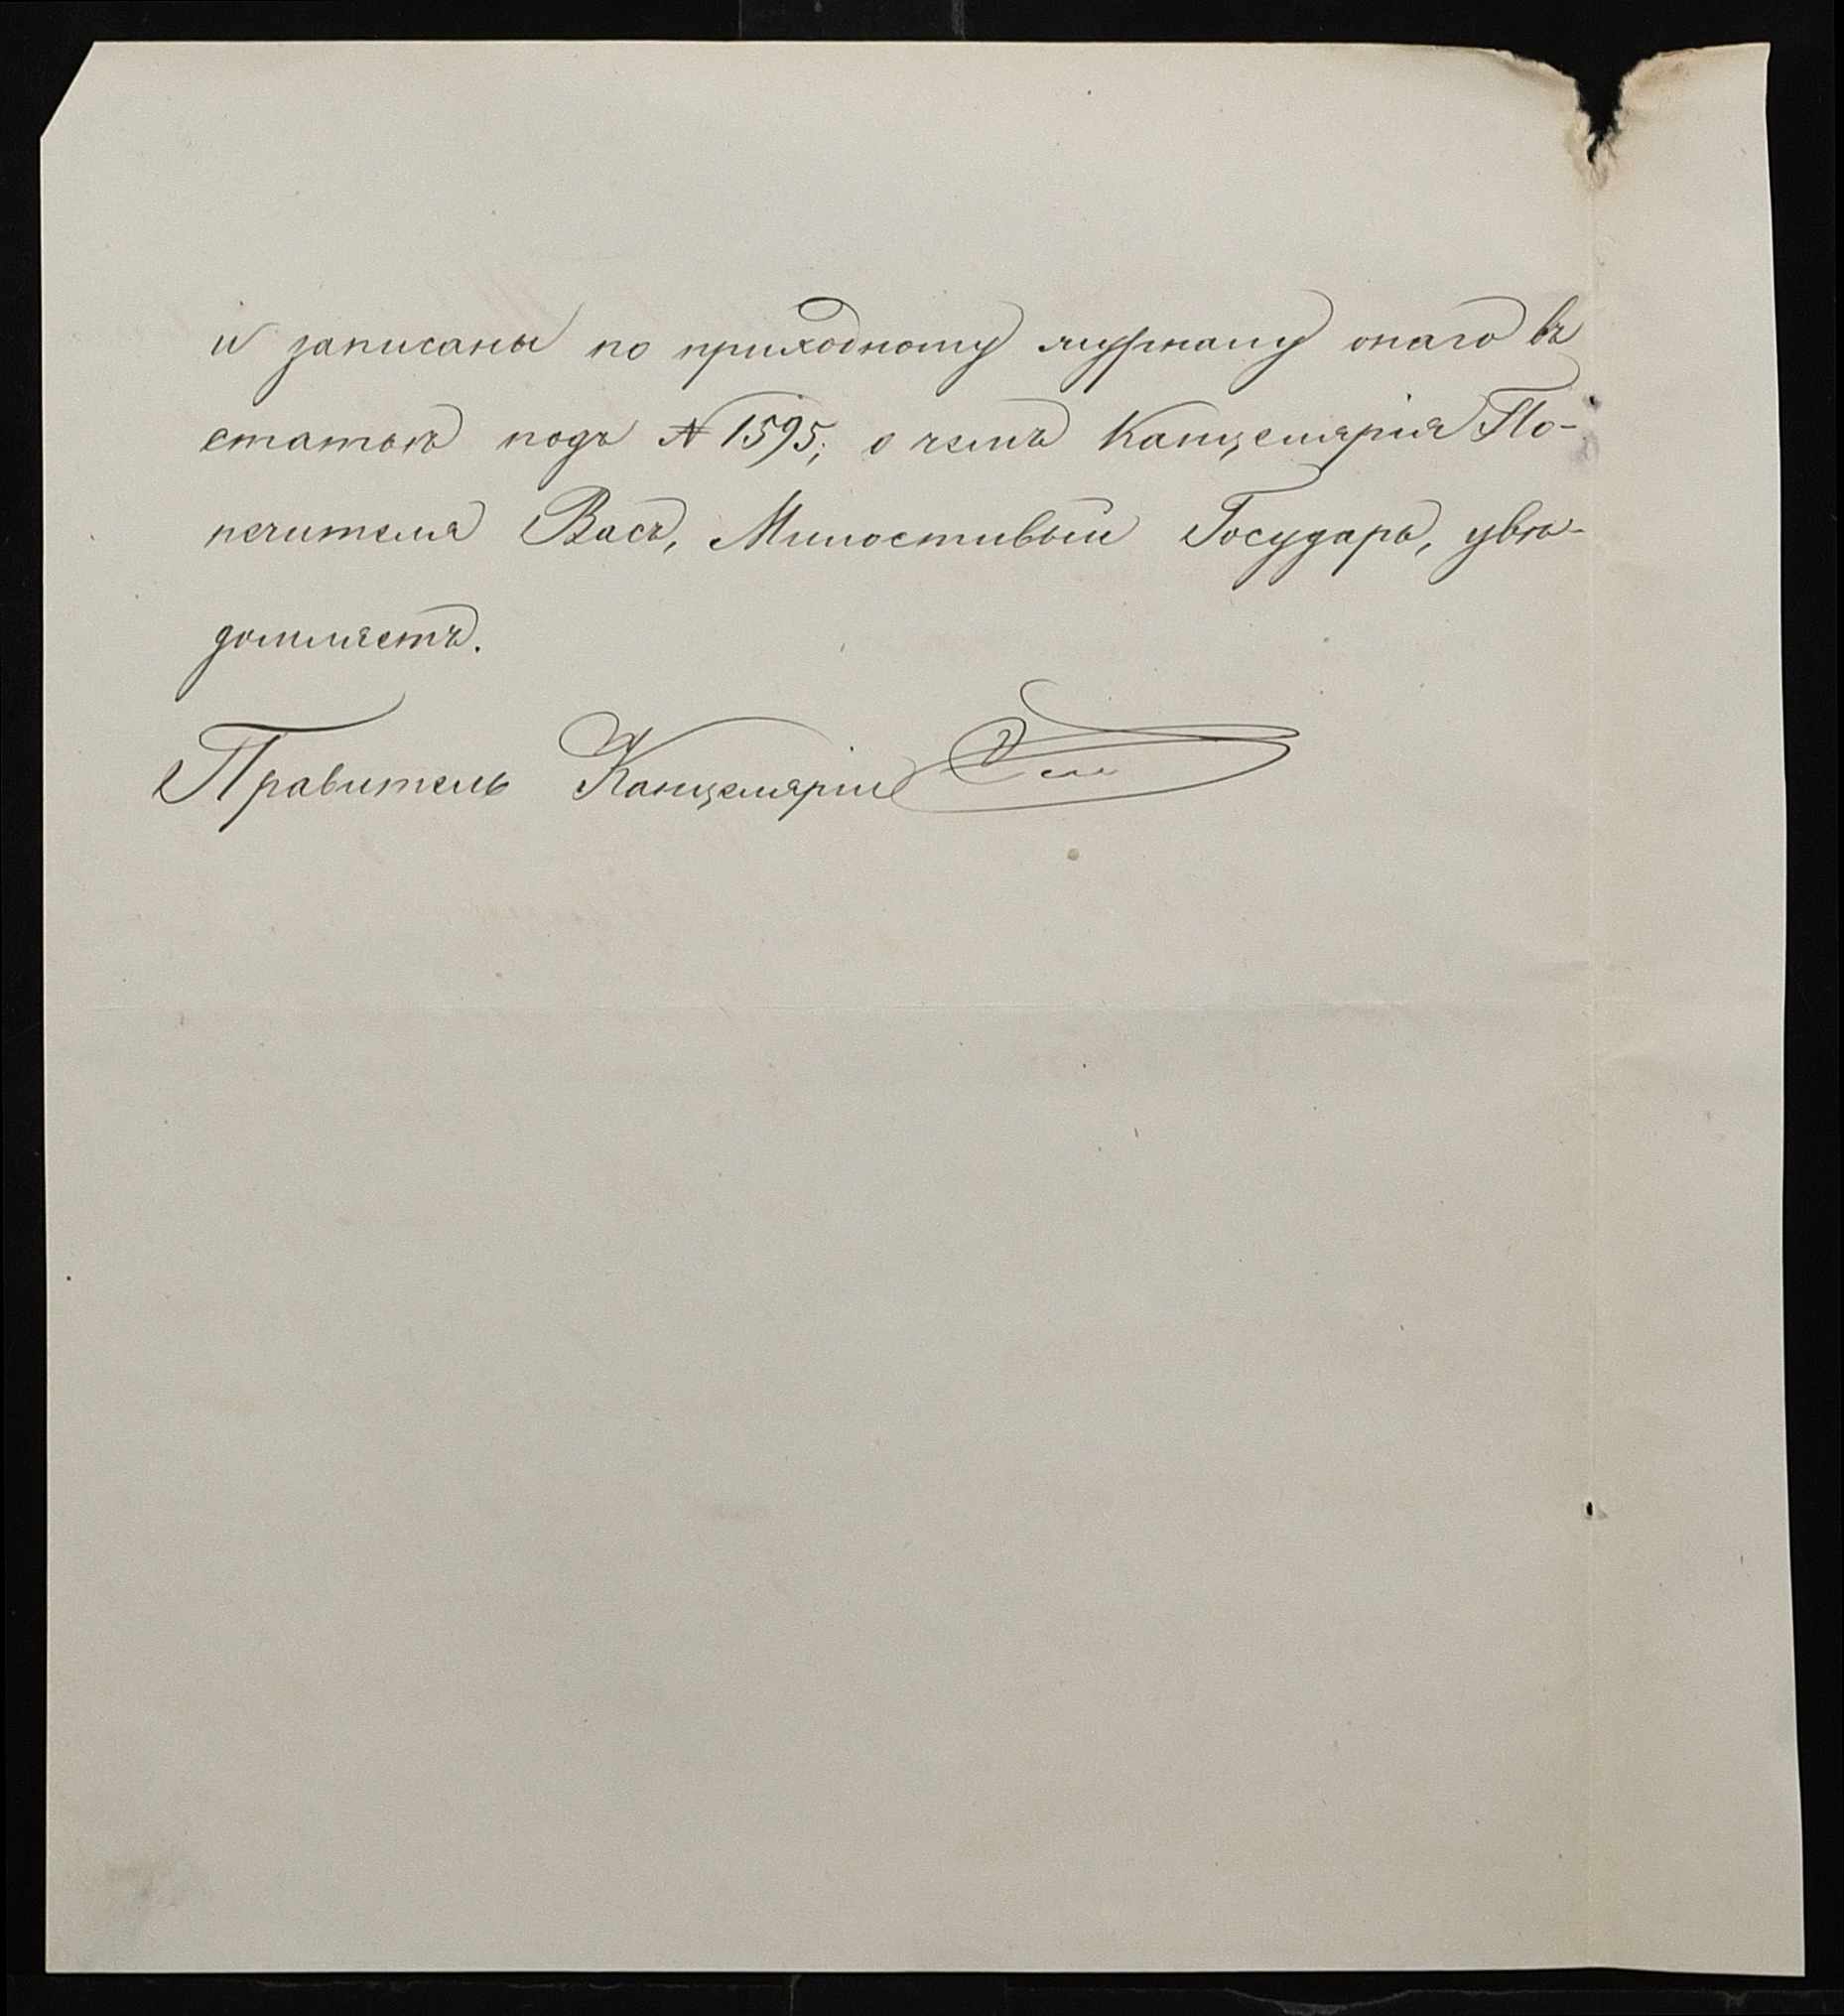 и записаны по приходному журналу онаго въ
статью подъ № 1595; о чемъ Канцелярія По-
печителя Васъ, Милостивый Государь, увѣ-
домляетъ.
Правитель Канцеляріи